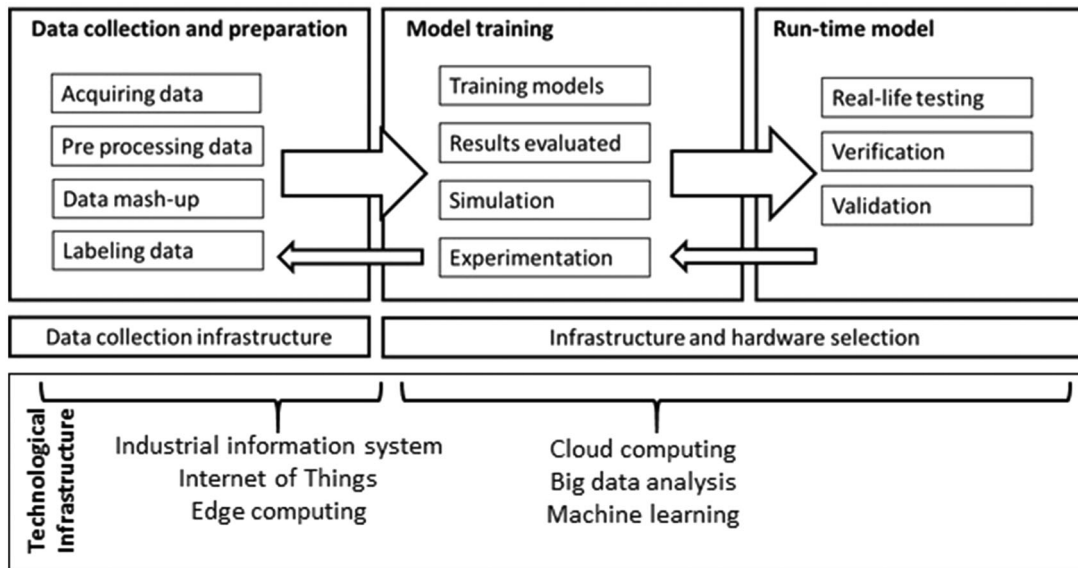 Data collection and preparation
Acquiring data
Pre processing data
Data mash-up
Labeling data
Model training
Training models
Results evaluated
Simulation
Experimentation
Run-time model
Real-life testing
Verification
Validation
Data collection infrastructure
Infrastructure and hardware selection
Technological
Infrastructure
Industrial information system
Internet of Things
Edge computing
Cloud computing
Big data analysis
Machine learning